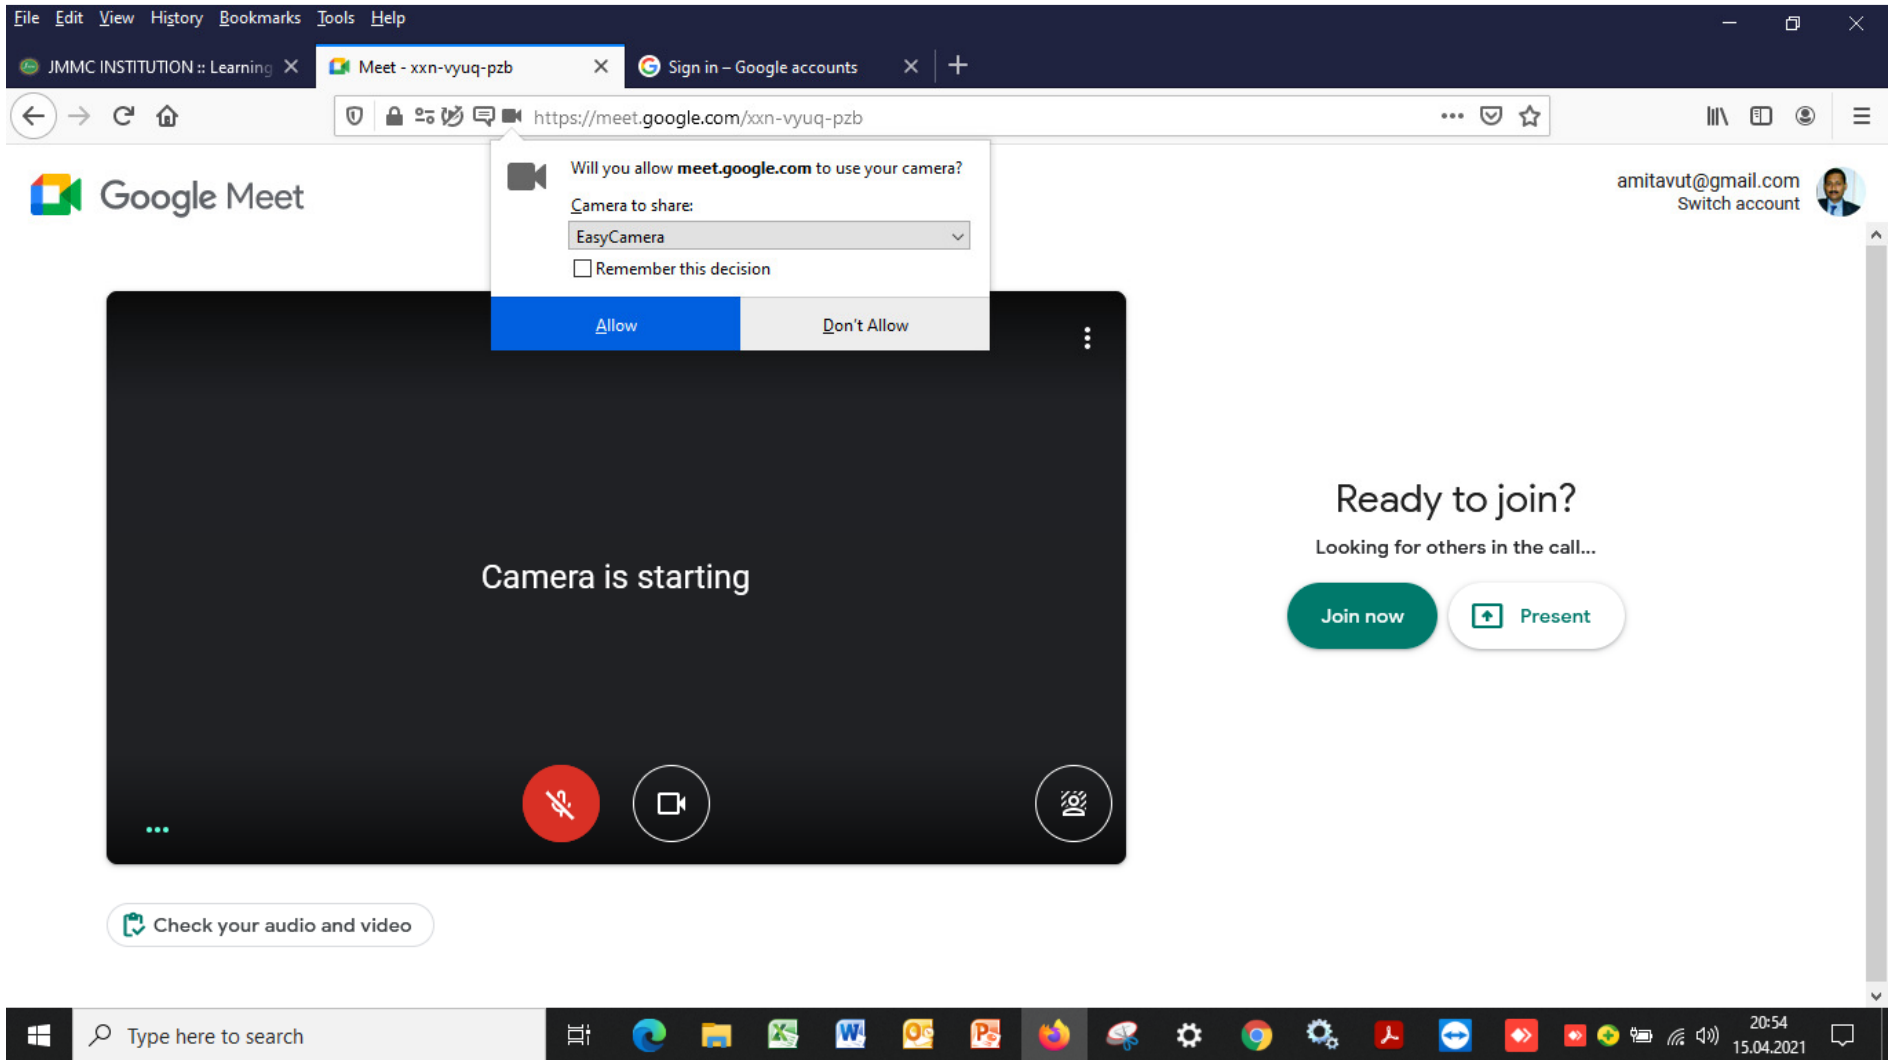 File Edit View History Bookmarks Tools Help
JMMC INSTITUTION :: Learning
Meet - xxn-vyuq-pzb
Sign in – Google accounts
https://meet.google.com/xxn-vyuq-pzb
Will you allow meet.google.com to use your camera?
Camera to share:
EasyCamera
Remember this decision
Allow
Don't Allow
Google Meet
amitavut@gmail.com
Switch account
Camera is starting
Ready to join?
Looking for others in the call...
Join now
Present
Check your audio and video
Type here to search
20:54
15.04.2021